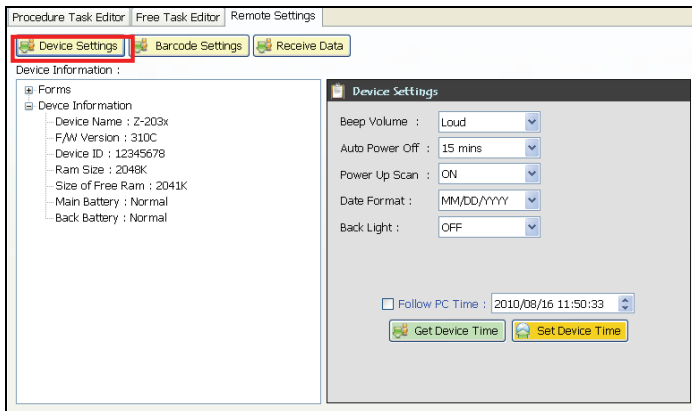 Procedure Task Editor Free Task Editor Remote Settings
Device Settings Barcode Settings Receive Data
Device Information :
Forms
Devce Information
Device Name : Z-203x
F/W Version : 310C
Device ID : 12345678
Ram Size : 2048K
Size of Free Ram : 2041K
Main Battery : Normal
Back Battery : Normal
Device Settings
Beep Volume : Loud
Auto Power Off : 15 mins
Power Up Scan : ON
Date Format : MM/DD/YYYY
Back Light : OFF
Follow PC Time : 2010/08/16 11:50:33
Get Device Time Set Device Time